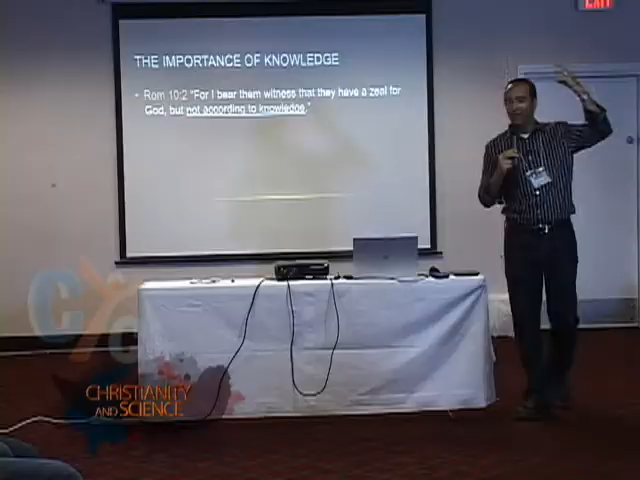 EXIT
THE IMPORTANCE OF KNOWLEDGE
• Rom 10:2 "For I bear them witness that they have a zeal for
God, but not according to knowledge."
CYC
CHRISTIANITY
AND SCIENCE